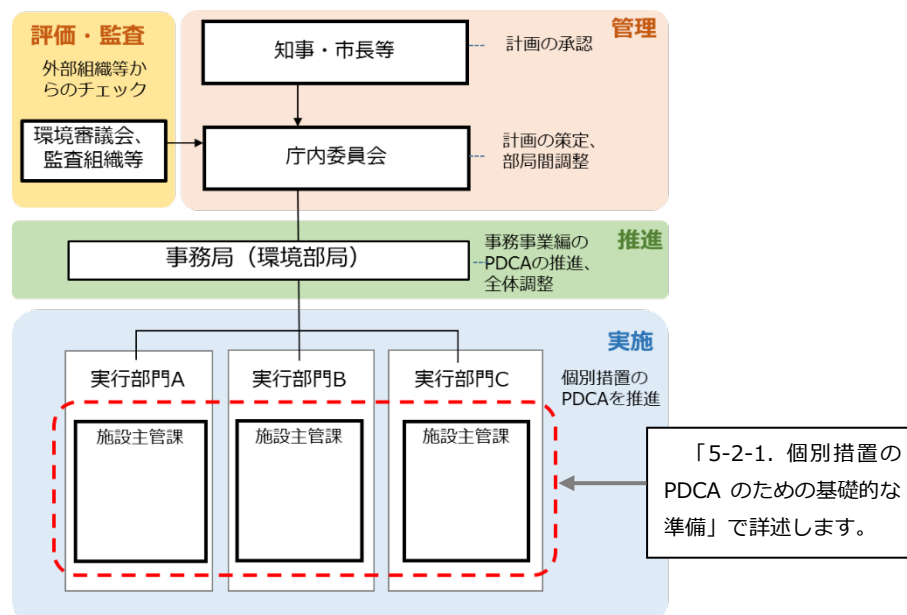 評価・監査
外部組織等か
らのチェック
環境審議会、
監査組織等
管理
知事・市長等
計画の承認
庁内委員会
計画の策定、
部局間調整
推進
事務局（環境部局）
事務事業編の
PDCAの推進、
全体調整
実施
実行部門A
実行部門B
実行部門C
個別措置の
PDCAを推進
施設主管課
施設主管課
施設主管課
「5-2-1. 個別措置の
PDCA のための基礎的な
準備」で詳述します。